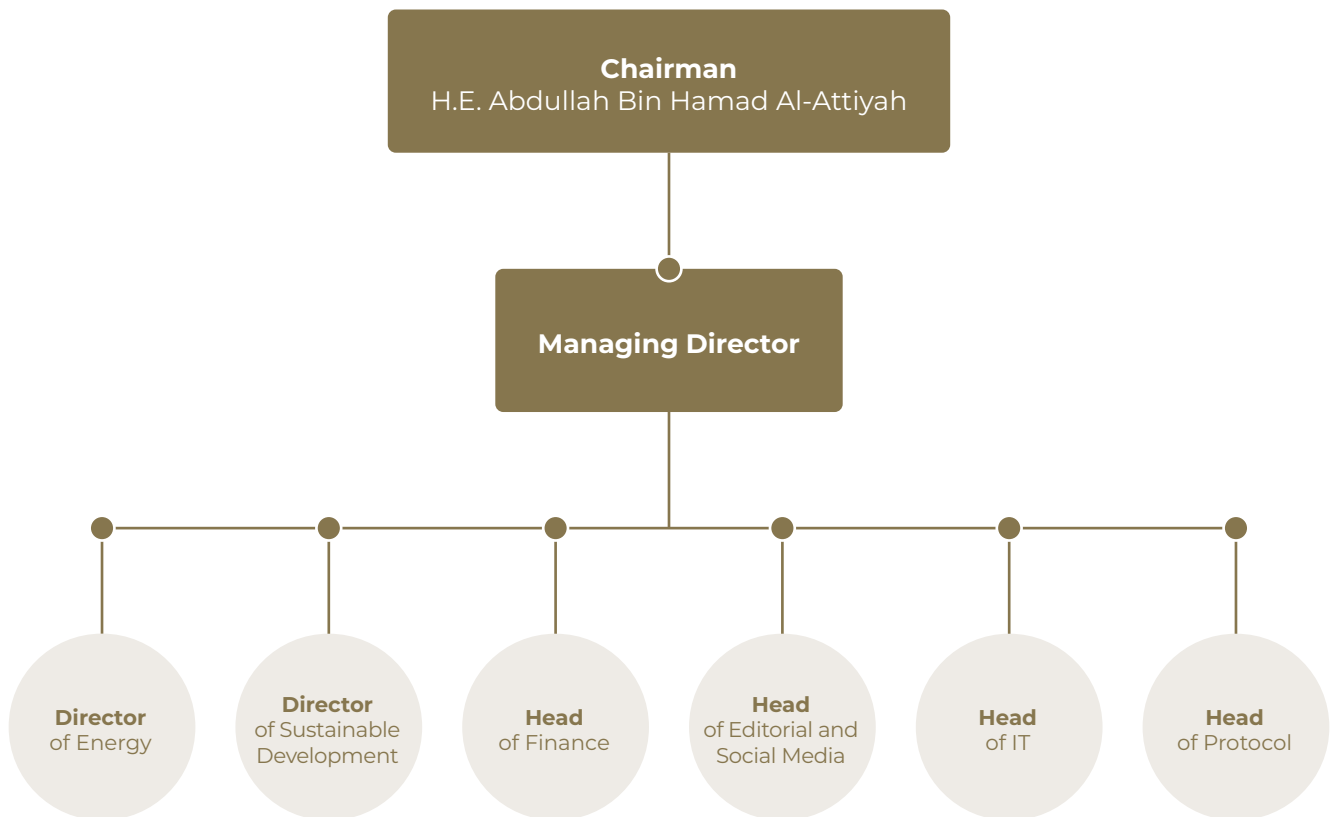 Chairman
H.E. Abdullah Bin Hamad Al-Attiyah
Managing Director
Director
of Energy
Director
of Sustainable
Development
Head
of Finance
Head
of Editorial and
Social Media
Head
of IT
Head
of Protocol